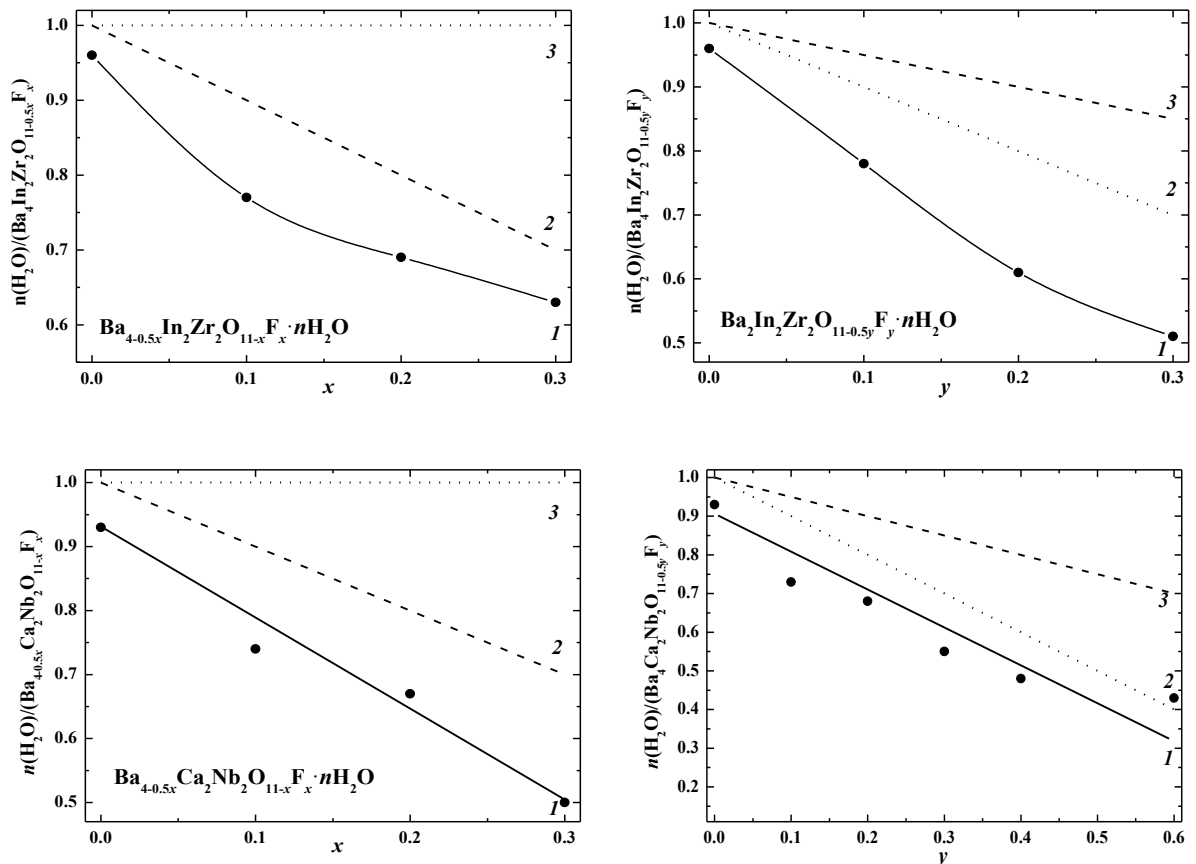 n(H₂O)/(Ba₄In₂Zr₂O₁₁₋₀.₅ₓFₓ)
1.0
0.9
0.8
0.7
0.6
3
2
1
Ba₄₋₀.₅ₓIn₂Zr₂O₁₁₋ₓFₓ·nH₂O
0.0 0.1 0.2 0.3
x
n(H₂O)/(Ba₄In₂Zr₂O₁₁₋₀.₅yFy)
1.0
0.9
0.8
0.7
0.6
0.5
3
2
1
Ba₂In₂Zr₂O₁₁₋₀.₅yFy·nH₂O
0.0 0.1 0.2 0.3
y
n(H₂O)/(Ba₄₋₀.₅ₓCa₂Nb₂O₁₁₋ₓFₓ)
1.0
0.9
0.8
0.7
0.6
0.5
3
2
1
Ba₄₋₀.₅ₓCa₂Nb₂O₁₁₋ₓFₓ·nH₂O
0.0 0.1 0.2 0.3
x
n(H₂O)/(Ba₄Ca₂Nb₂O₁₁₋₀.₅yFy)
1.0
0.9
0.8
0.7
0.6
0.5
0.4
0.3
0.2
3
2
1
0.0 0.1 0.2 0.3 0.4 0.5 0.6
y